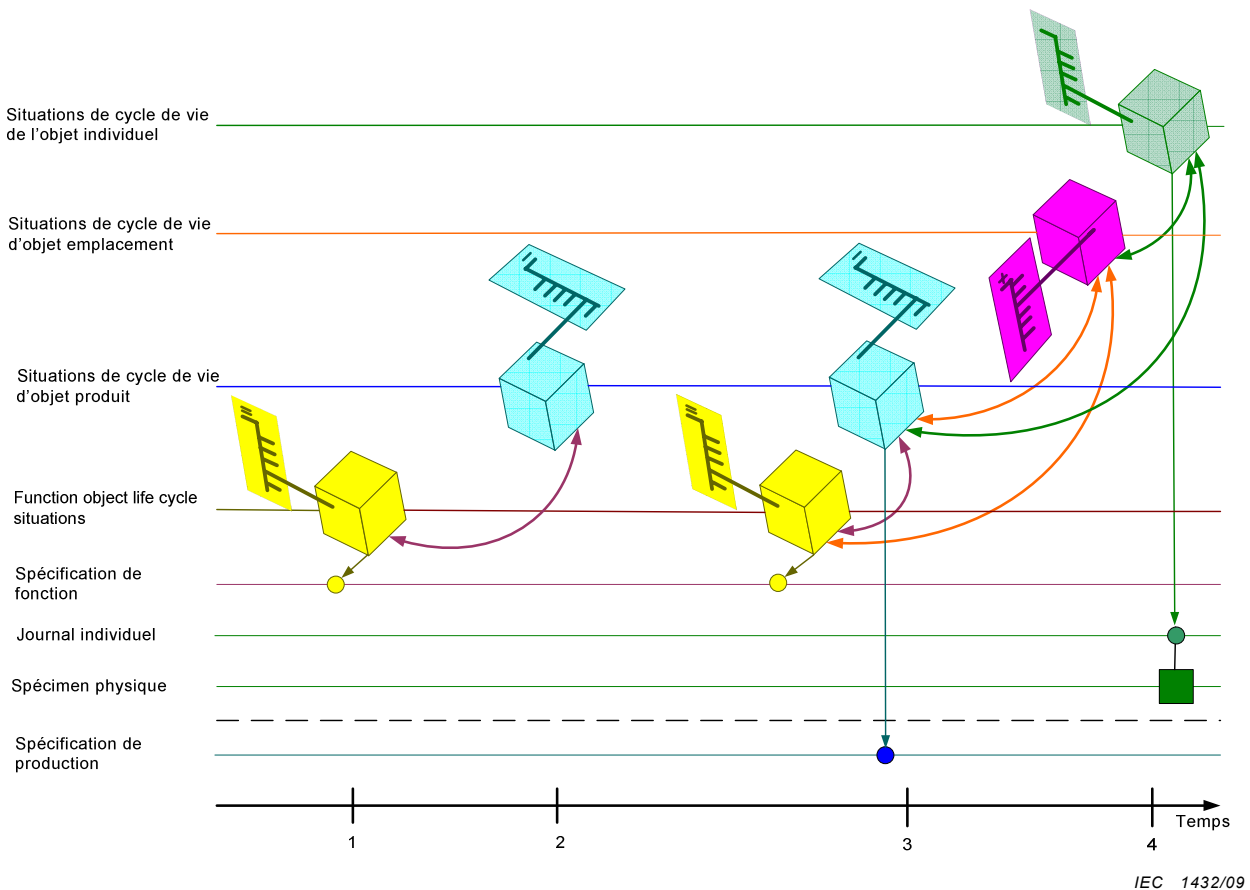 Situations de cycle de vie
de l’objet individuel
Situations de cycle de vie
d’objet emplacement
Situations de cycle de vie
d’objet produit
Function object life cycle
situations
Spécification de
fonction
Journal individuel
Spécimen physique
Spécification de
production
Temps
1
2
3
4
IEC 1432/09